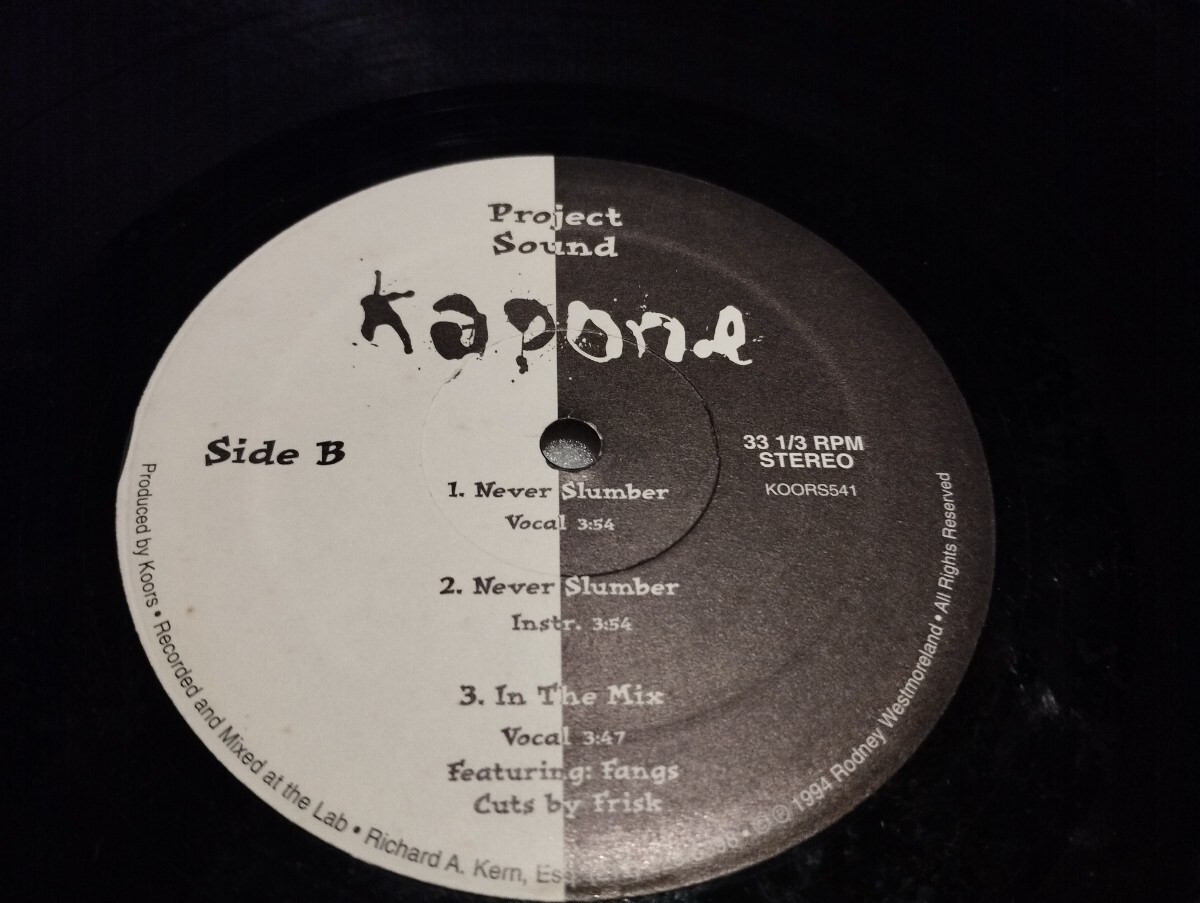 Project
Sound
Kapone
Side B
33 1/3 RPM
STEREO
KOORS541
1. Never Slumber
Vocal 3:54
2. Never Slumber
Instr. 3:54
3. In The Mix
Vocal 3:47
Featuring: Fangs
Cuts by Frisk
Produced by Koors • Recorded and Mixed at the Lab • Richard A. Kern, • ℗ © 1994 Rodney Westmoreland • All Rights Reserved